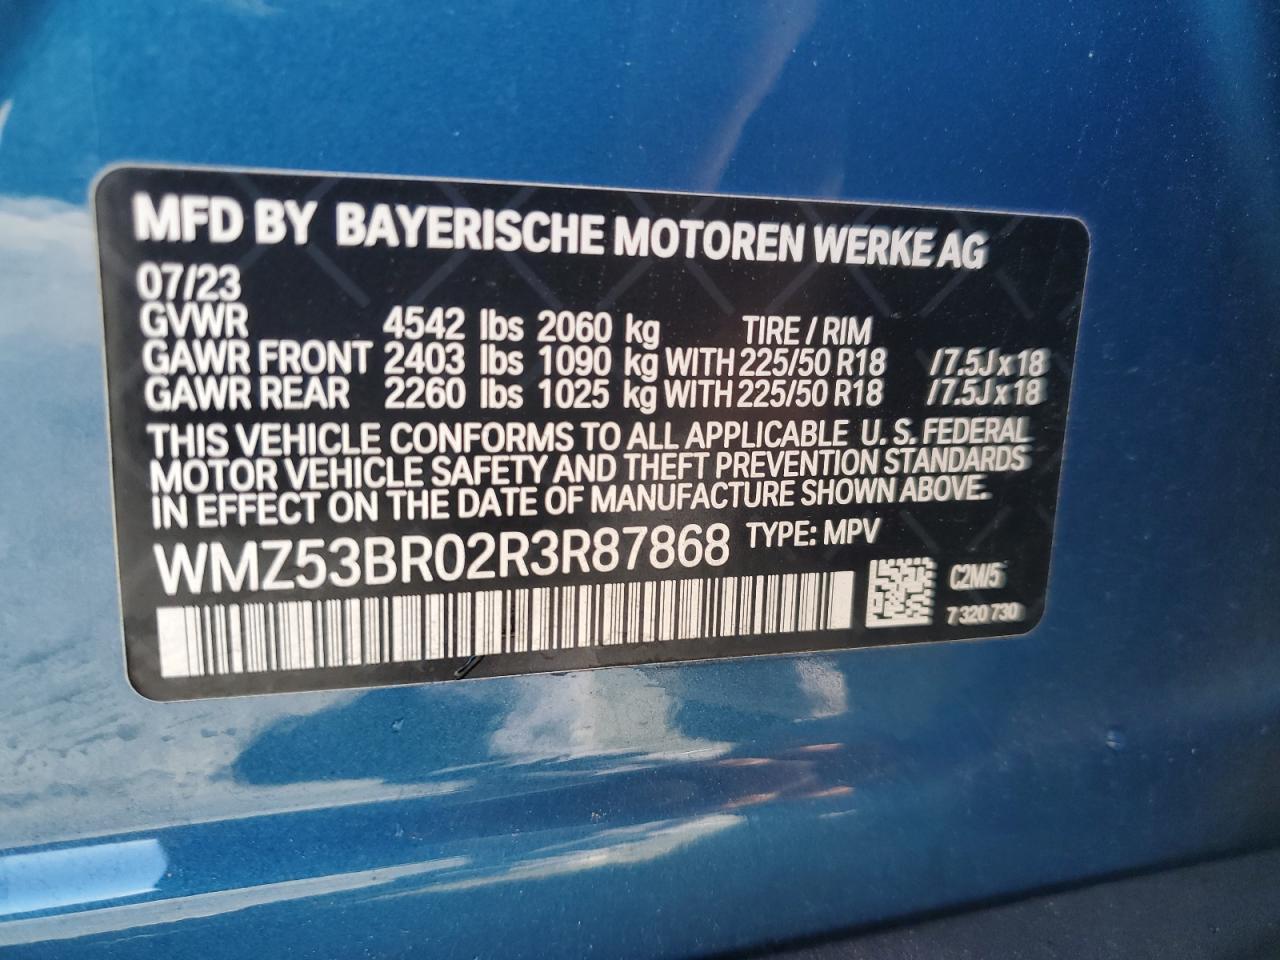 MFD BY BAYERISCHE MOTOREN WERKE AG
07/23
GVWR 4542 lbs 2060 kg TIRE / RIM
GAWR FRONT 2403 lbs 1090 kg WITH 225/50 R18 /7.5J x 18
GAWR REAR 2260 lbs 1025 kg WITH 225/50 R18 /7.5J x 18
THIS VEHICLE CONFORMS TO ALL APPLICABLE U. S. FEDERAL
MOTOR VEHICLE SAFETY AND THEFT PREVENTION STANDARDS
IN EFFECT ON THE DATE OF MANUFACTURE SHOWN ABOVE.
WMZ53BR02R3R87868 TYPE: MPV
C2M/5
7 320 730